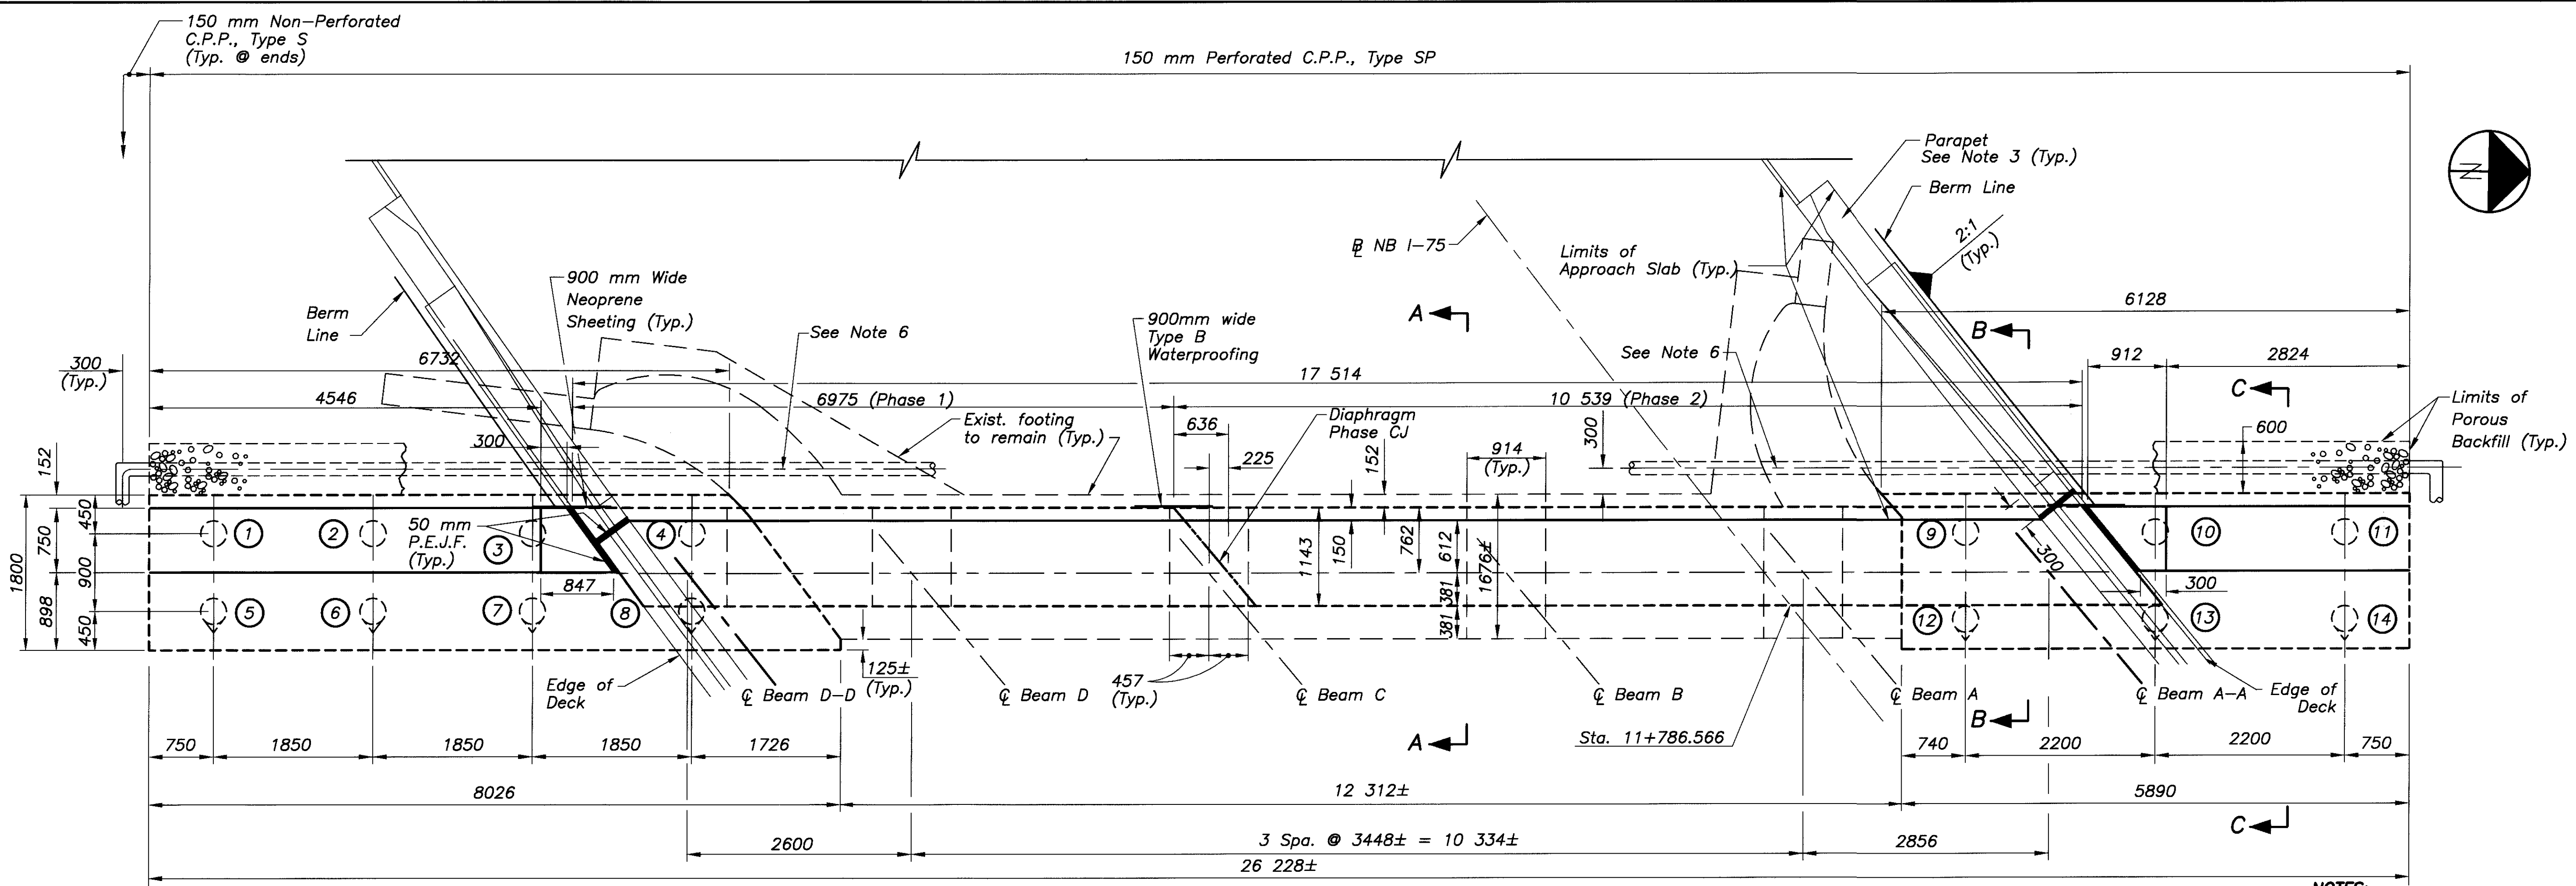 150 mm Non-Perforated
C.P.P., Type S
(Typ. @ ends)
150 mm Perforated C.P.P., Type SP
Parapet
See Note 3 (Typ.)
Berm Line
N
2:1
(Typ.)
℄ NB I-75
Limits of
Approach Slab (Typ.)
900 mm Wide
Neoprene
Sheeting (Typ.)
Berm
Line
See Note 6
900mm wide
Type B
Waterproofing
A
B
6128
See Note 6
300
(Typ.)
6732
912
2824
17 514
C
4546
6975 (Phase 1)
10 539 (Phase 2)
Limits of
Porous
Backfill (Typ.)
Exist. footing
to remain (Typ.)
Diaphragm
Phase CJ
636
300
225
152
914
(Typ.)
300
600
152
450
750
1800
900
898
450
1
2
3
4
50 mm
P.E.J.F.
(Typ.)
9
10
11
1143
150
762
612
1676±
381
381
300
300
847
5
6
7
8
12
13
14
125±
(Typ.)
457
(Typ.)
Edge of
Deck
℄ Beam D-D
℄ Beam D
℄ Beam C
℄ Beam B
℄ Beam A
℄ Beam A-A
Edge of
Deck
A
B
Sta. 11+786.566
750
1850
1850
1850
1726
740
2200
2200
750
8026
12 312±
5890
C
2600
3 Spa. @ 3448± = 10 334±
2856
26 228±
NOTES: